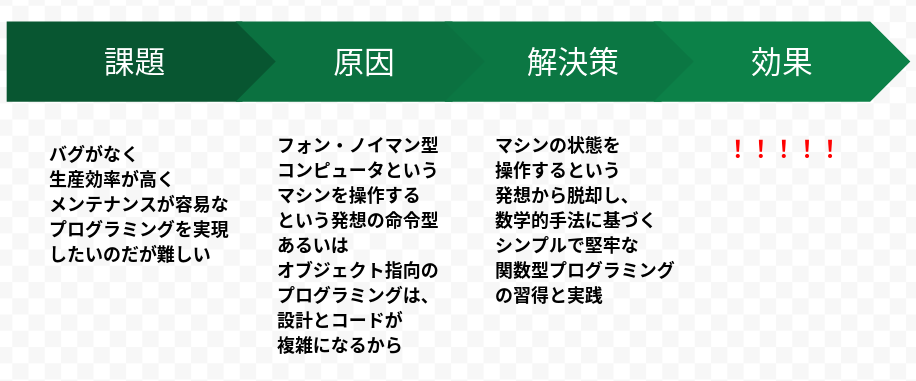 課題
原因
解決策
効果
バグがなく
生産効率が高く
メンテナンスが容易な
プログラミングを実現
したいのだが難しい
フォン・ノイマン型
コンピュータという
マシンを操作する
という発想の命令型
あるいは
オブジェクト指向の
プログラミングは、
設計とコードが
複雑になるから
マシンの状態を
操作するという
発想から脱却し、
数学的手法に基づく
シンプルで堅牢な
関数型プログラミング
の習得と実践
！！！！！